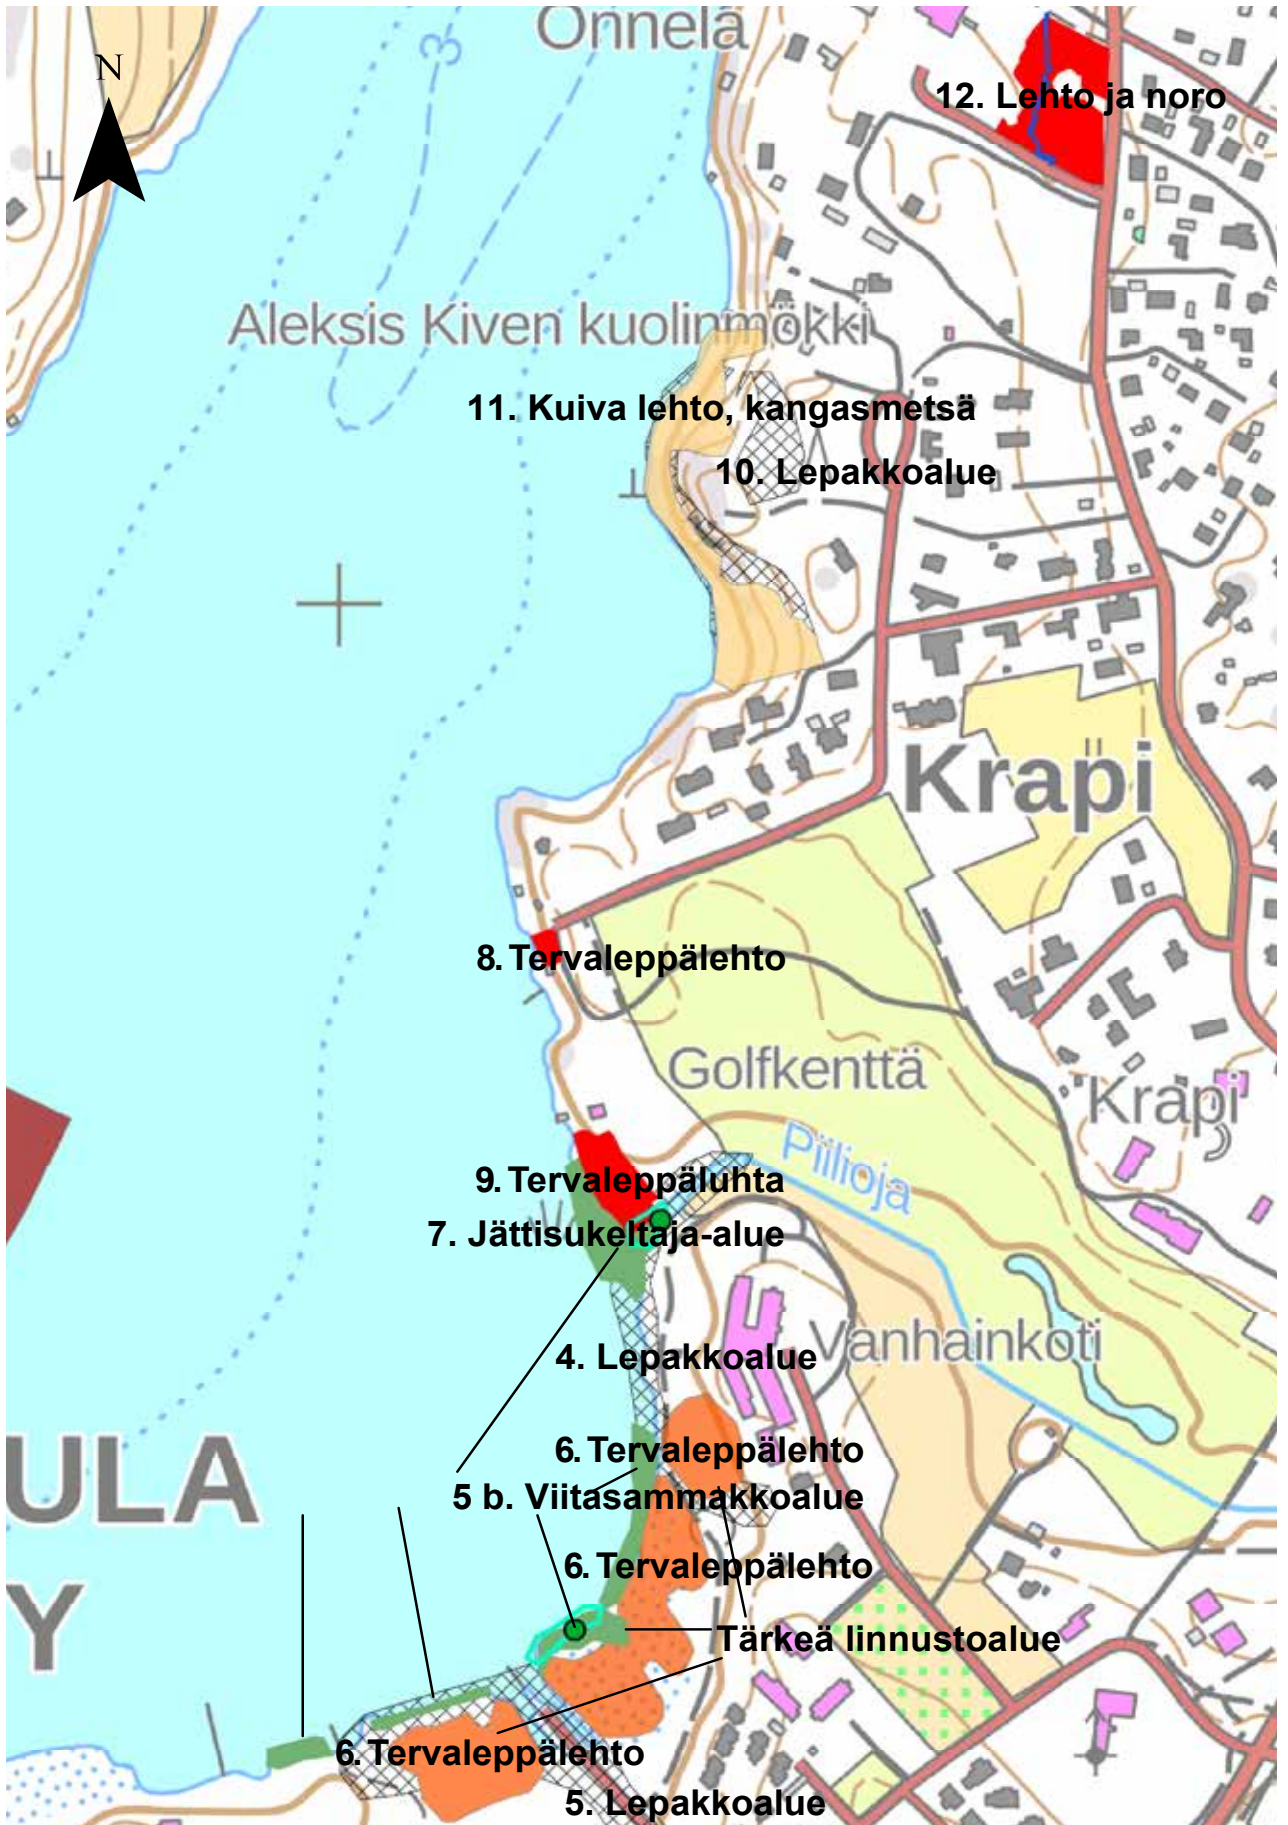 Onnela
3
N
12. Lehto ja noro
Aleksis Kiven kuolinmökki
11. Kuiva lehto, kangasmetsä
10. Lepakkoalue
Krapi
8. Tervaleppälehto
Golfkenttä
Krapi
Piilioja
9. Tervaleppäluhta
7. Jättisukeltaja-alue
Vanhainkoti
4. Lepakkoalue
ULA
6. Tervaleppälehto
5 b. Viitasammakkoalue
6. Tervaleppälehto
Y
Tärkeä linnustoalue
6. Tervaleppälehto
5. Lepakkoalue